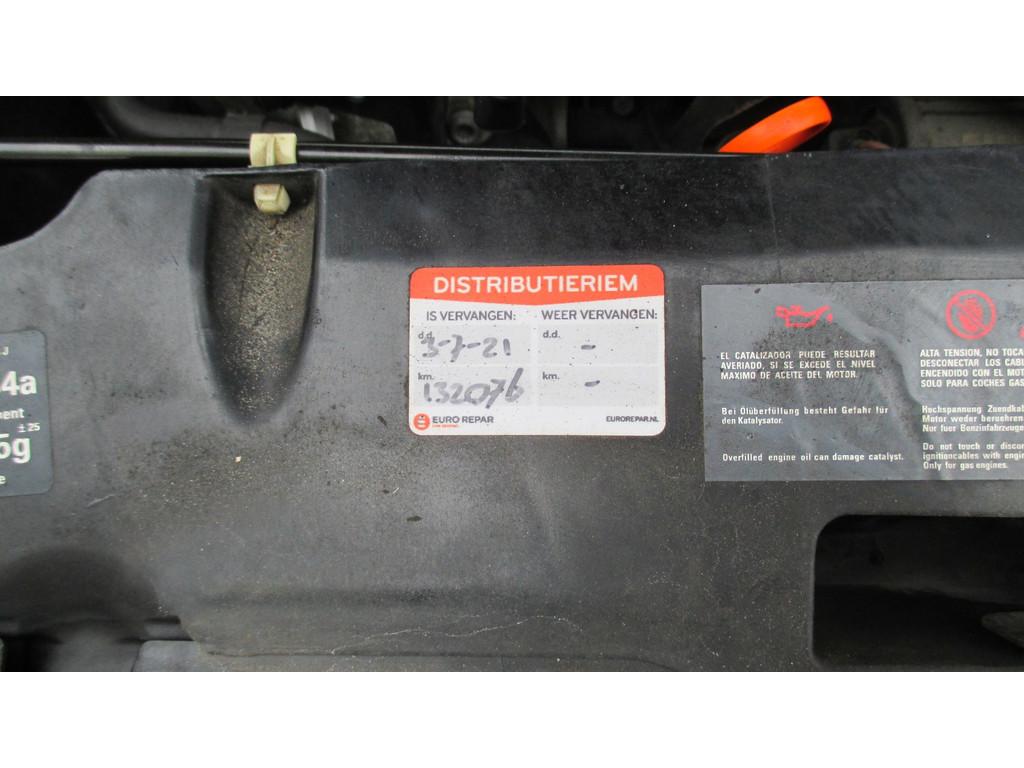 J
4a
ment
± 25
5g
e
DISTRIBUTIERIEM
IS VERVANGEN: WEER VERVANGEN:
d.d. 3-7-21 d.d. -
km. 132076 km. -
EURO REPAR EUROREPAR.NL
EL CATALIZADOR PUEDE RESULTAR
AVERIADO, SI SE EXCEDE EL NIVEL
MAXIMO DE ACEITE DEL MOTOR.
Bei Ölüberfüllung besteht Gefahr für
den Katalysator.
Overfilled engine oil can damage catalyst.
ALTA TENSION, NO TOCA
DESCONECTAR LOS CABL
ENCENDIDO CON EL MOT
SOLO PARA COCHES GAS
Hochspannung Zuendkab
Motor weder beruehren
Nur fuer Benzinfahrzeuge
Do not touch or discon
ignitioncables with engin
Only for gas engines.